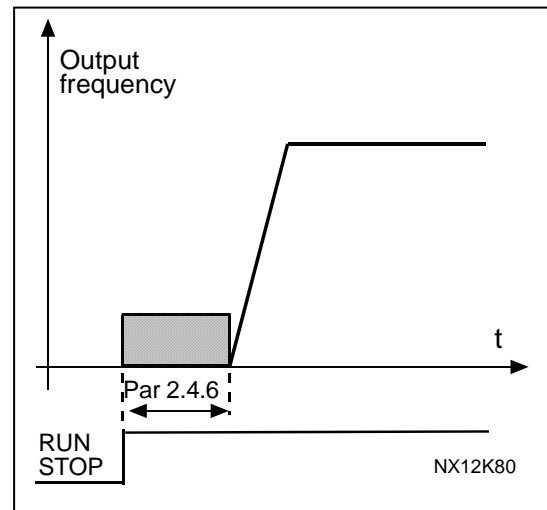 Output
frequency
t
Par 2.4.6
RUN
STOP
NX12K80